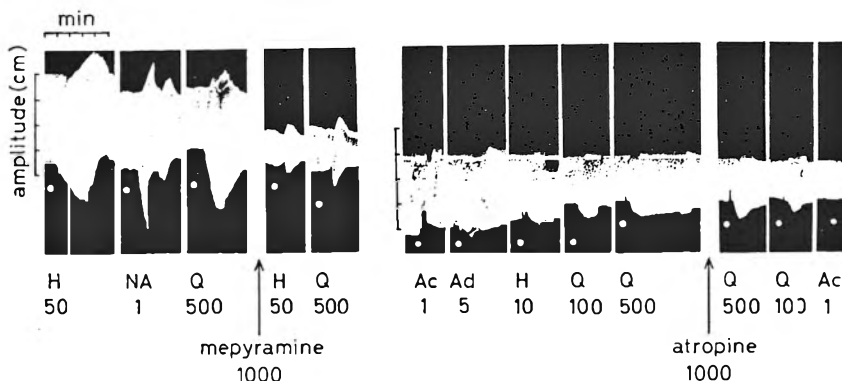 min
amplitude (cm)
H NA Q H Q Ac Ad H Q Q Q Q Ac
50 1 500 50 500 1 5 10 100 500 500 100 1
mepyramine atropine
1000 1000